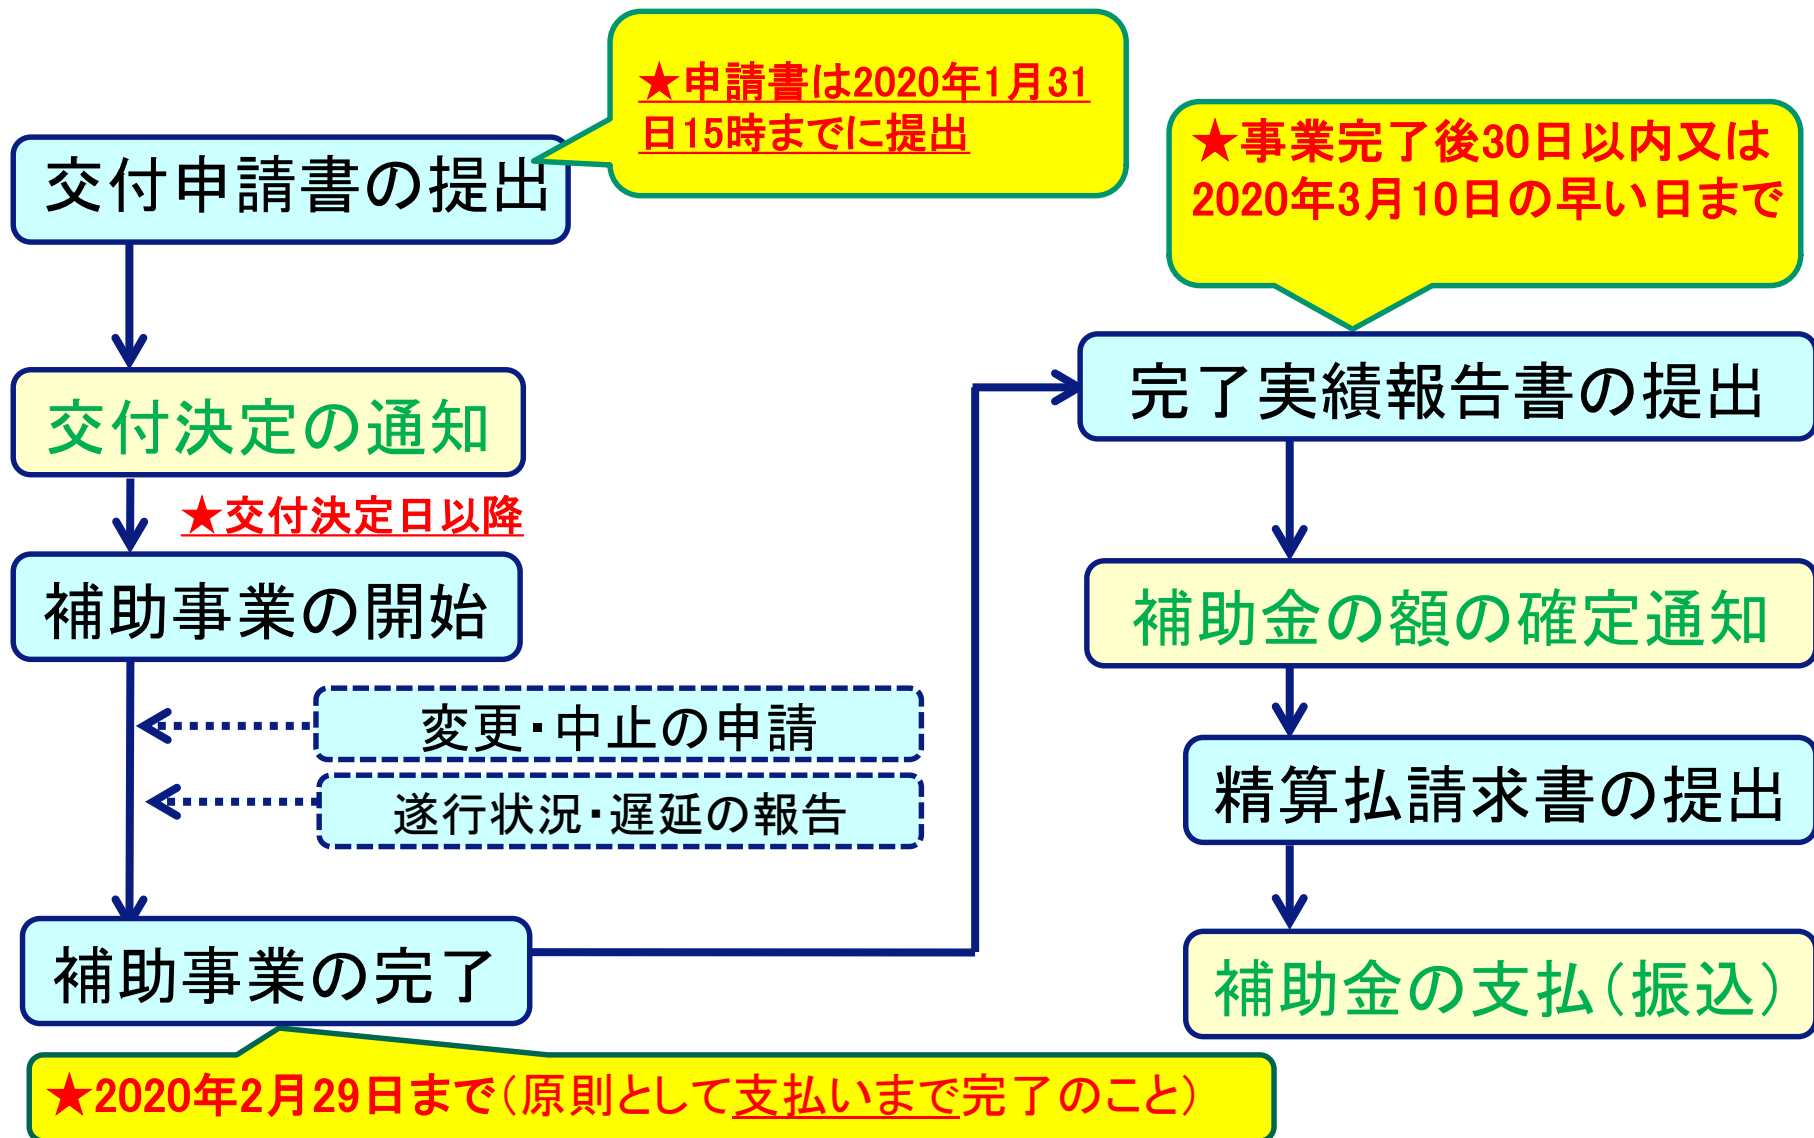 ★申請書は2020年1月31
日15時までに提出
交付申請書の提出
交付決定の通知
★交付決定日以降
補助事業の開始
変更・中止の申請
遂行状況・遅延の報告
補助事業の完了
★2020年2月29日まで(原則として支払いまで完了のこと)
★事業完了後30日以内又は
2020年3月10日の早い日まで
完了実績報告書の提出
補助金の額の確定通知
精算払請求書の提出
補助金の支払(振込)